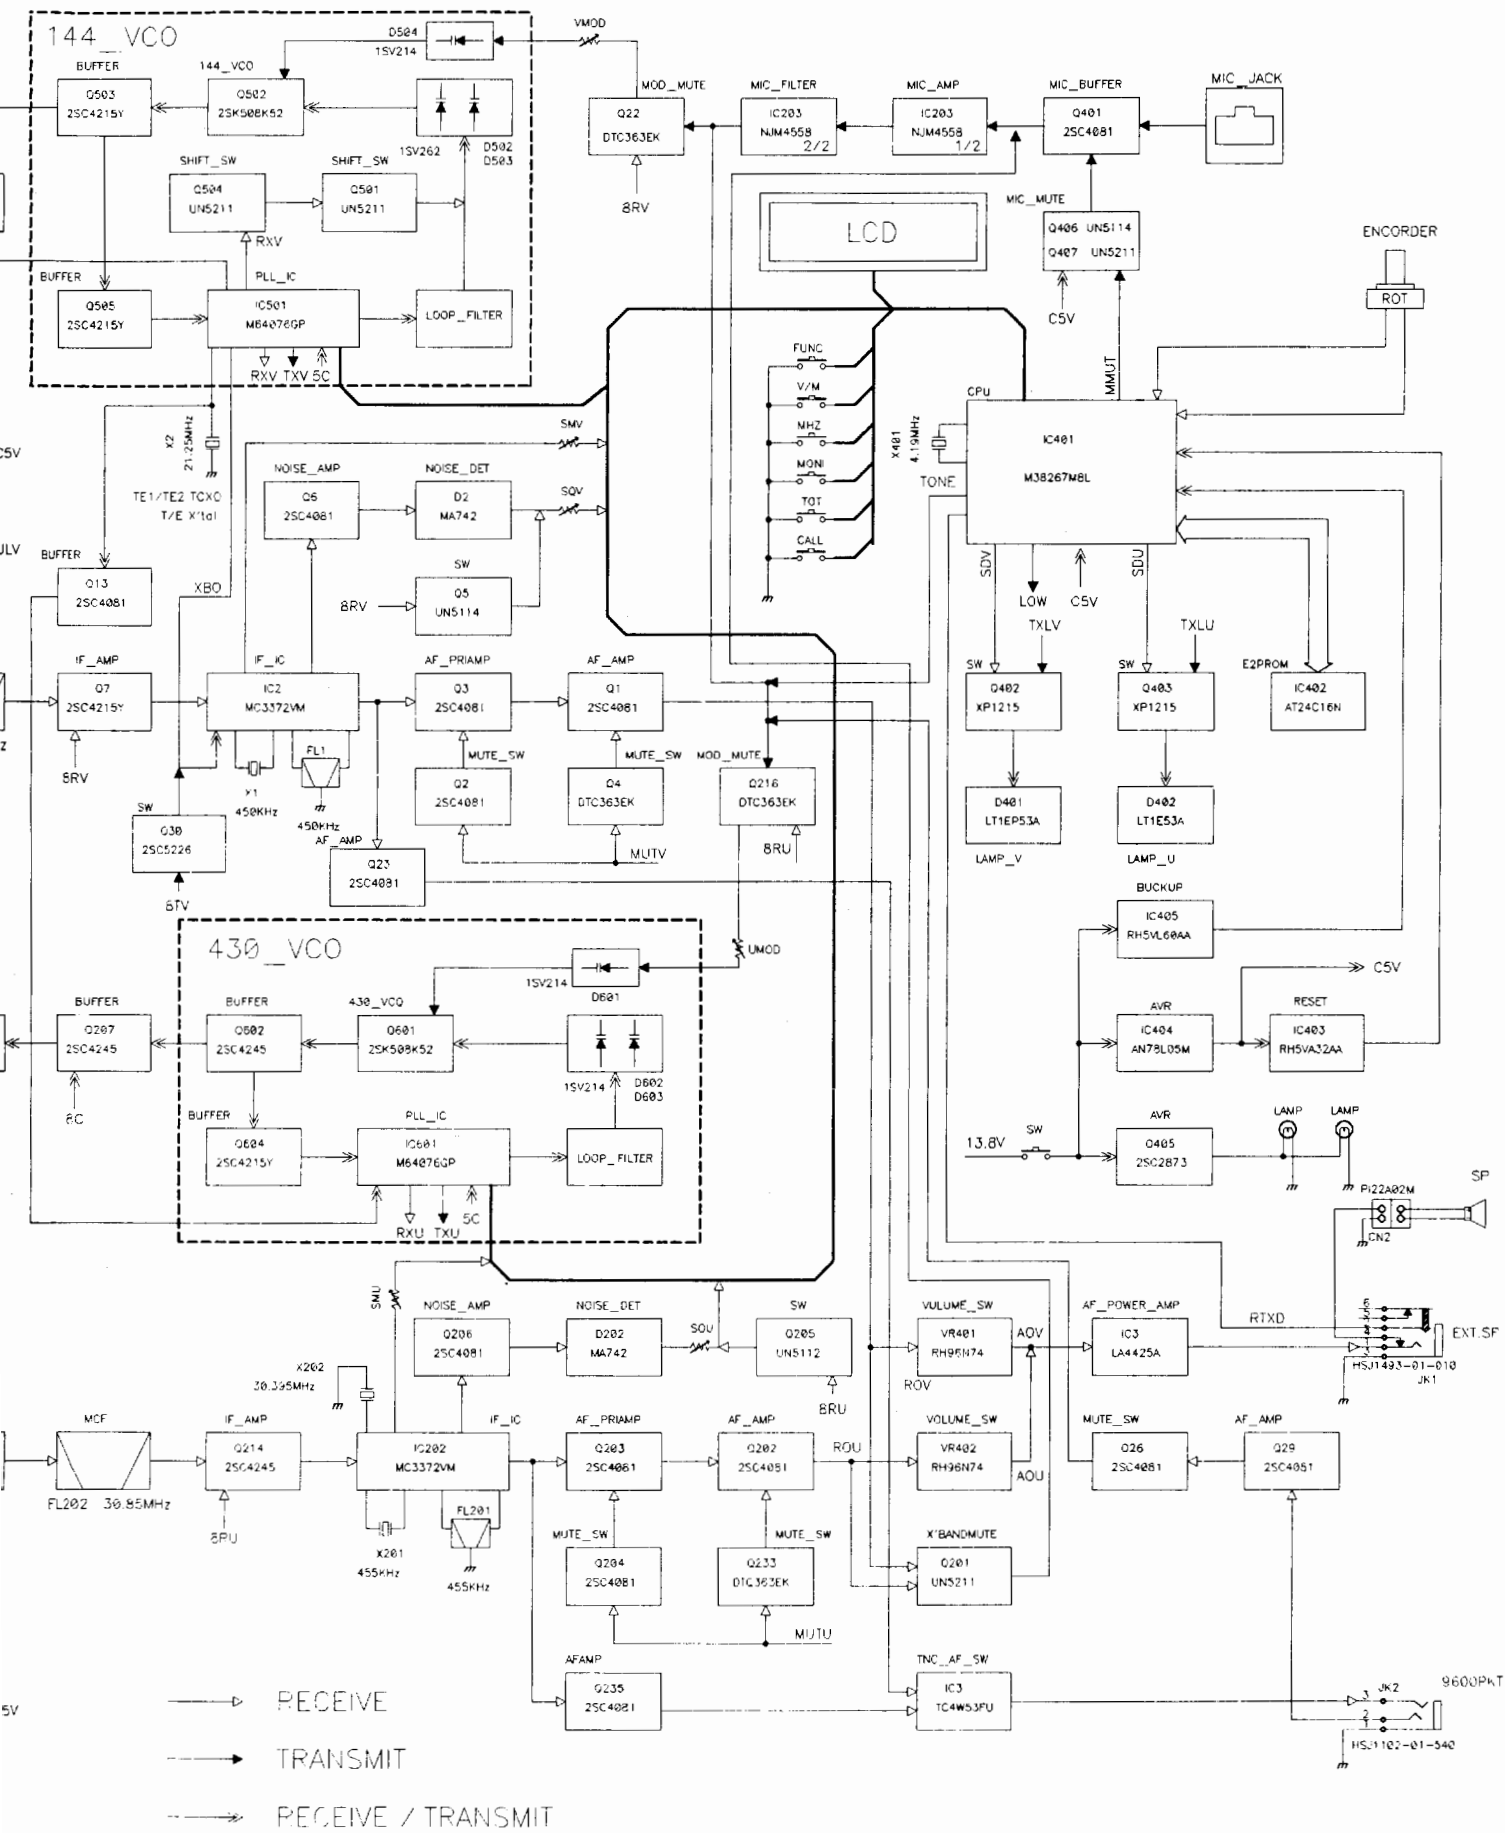 144_VCO
D504
1SV214
VMOD
BUFFER
Q503
2SC4215Y
144_VCO
Q502
2SK508K52
1SV262
D502
D503
MOD_MUTE
Q22
DTC363EK
8RV
MIC_FILTER
IC203
NJM4558
2/2
MIC_AMP
IC203
NJM4558
1/2
MIC_BUFFER
Q401
2SC4081
MIC_JACK
SHIFT_SW
Q504
UN5211
SHIFT_SW
Q501
UN5211
RXV
LCD
MIC_MUTE
Q406 UN5114
Q407 UN5211
C5V
ENCORDER
ROT
BUFFER
Q505
2SC4215Y
PLL_IC
IC501
M64076GP
LOOP_FILTER
RXV TXV 5C
MMUT
FUNC
V/M
MHZ
MONI
TOT
CALL
CPU
IC401
M38267M8L
X401
4.19MHz
TONE
X2
21.25MHz
TE1/TE2 TCXO
T/E X'tal
C5V
SMV
NOISE_AMP
Q6
2SC4081
NOISE_DET
D2
MA742
SQV
SW
Q5
UN5114
8RV
ULV
BUFFER
Q13
2SC4081
XBO
SDV
LOW
C5V
SDU
TXLV
TXLU
IF_AMP
Q7
2SC4215Y
8RV
IF_IC
IC2
MC3372VM
X1
450KHz
FL1
450KHz
AF_PRIAMP
Q3
2SC4081
AF_AMP
Q1
2SC4081
MUTE_SW
Q2
2SC4081
MUTE_SW
Q4
DTC363EK
MUTV
MOD_MUTE
Q216
DTC363EK
8RU
SW
Q402
XP1215
SW
Q403
XP1215
E2PROM
IC402
AT24C16N
D401
LT1EP53A
LAMP_V
D402
LT1E53A
LAMP_U
z
SW
Q30
2SC5226
8TV
AF_AMP
Q23
2SC4081
BUCKUP
IC405
RH5VL60AA
C5V
430_VCO
1SV214
D601
UMOD
BUFFER
Q207
2SC4245
8C
BUFFER
Q602
2SC4245
430_VCO
Q601
2SK508K52
1SV214
D602
D603
AVR
IC404
AN78L05M
RESET
IC403
RH5VA32AA
BUFFER
Q604
2SC4215Y
PLL_IC
IC601
M64076GP
LOOP_FILTER
RXU TXU 5C
13.8V
SW
AVR
Q405
2SC2873
LAMP
LAMP
PI22A02M
CN2
SP
SMU
NOISE_AMP
Q206
2SC4081
NOISE_DET
D202
MA742
SQU
SW
Q205
UN5112
8RU
VULUME_SW
VR401
RH96N74
AOV
ROV
AF_POWER_AMP
IC3
LA4425A
RTXD
EXT.SP
HSJ1493-01-010
JK1
X202
30.395MHz
MCF
FL202 30.85MHz
IF_AMP
Q214
2SC4245
8RU
IF_IC
IC202
MC3372VM
X201
455KHz
FL201
455KHz
AF_PRIAMP
Q203
2SC4081
AF_AMP
Q202
2SC4081
ROU
VOLUME_SW
VR402
RH96N74
AOU
MUTE_SW
Q26
2SC4081
AF_AMP
Q29
2SC4081
MUTE_SW
Q204
2SC4081
MUTE_SW
Q233
DTC363EK
MUTU
X'BANDMUTE
Q201
UN5211
AFAMP
Q235
2SC4081
TNC_AF_SW
IC3
TC4W53FU
9600PKT
JK2
3
2
1
HSJ1102-01-540
5V
RECEIVE
TRANSMIT
RECEIVE / TRANSMIT